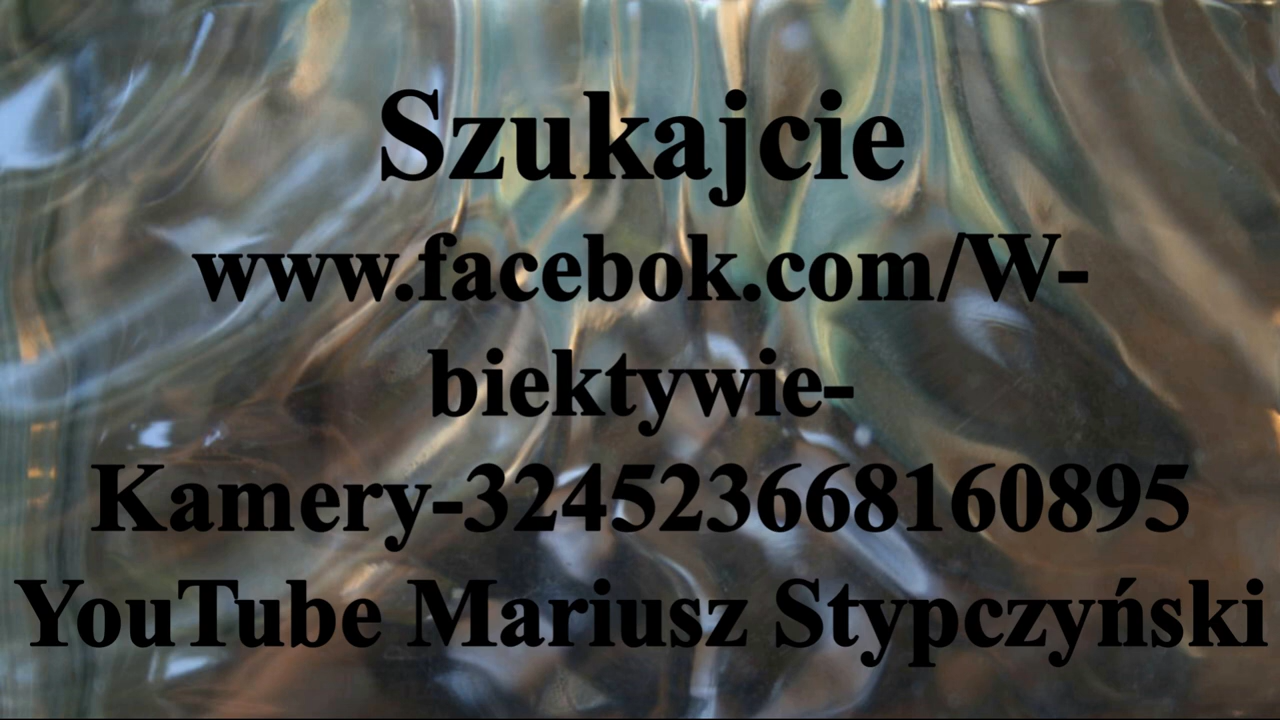 Szukajcie
www.facebok.com/W-
biektywie-
Kamery-324523668160895
YouTube Mariusz Stypczyński